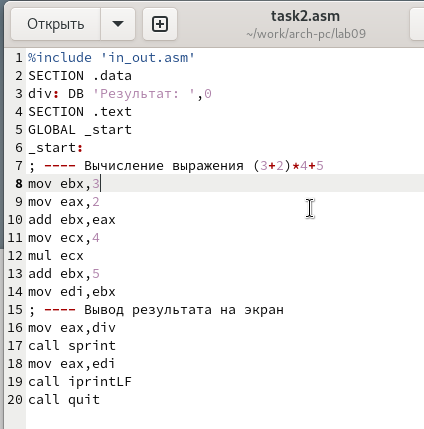 Открыть
task2.asm
~/work/arch-pc/lab09
1 %include 'in_out.asm'
2 SECTION .data
3 div: DB 'Результат: ',0
4 SECTION .text
5 GLOBAL _start
6 _start:
7 ; ---- Вычисление выражения (3+2)*4+5
8 mov ebx,3
9 mov eax,2
10 add ebx,eax
11 mov ecx,4
12 mul ecx
13 add ebx,5
14 mov edi,ebx
15 ; ---- Вывод результата на экран
16 mov eax,div
17 call sprint
18 mov eax,edi
19 call iprintLF
20 call quit